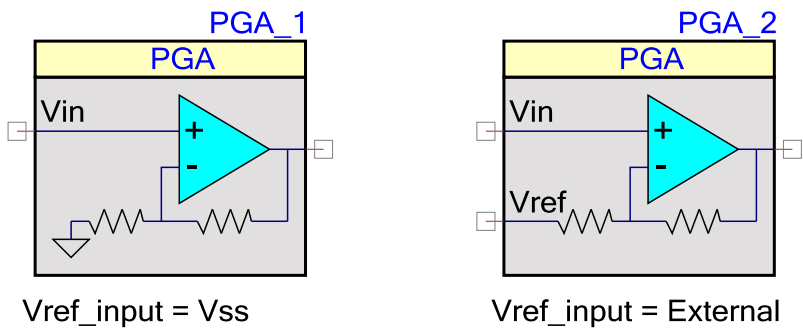 PGA_1
PGA_2
PGA
PGA
Vin
+
-
Vin
+
-
Vref
Vref_input = Vss
Vref_input = External